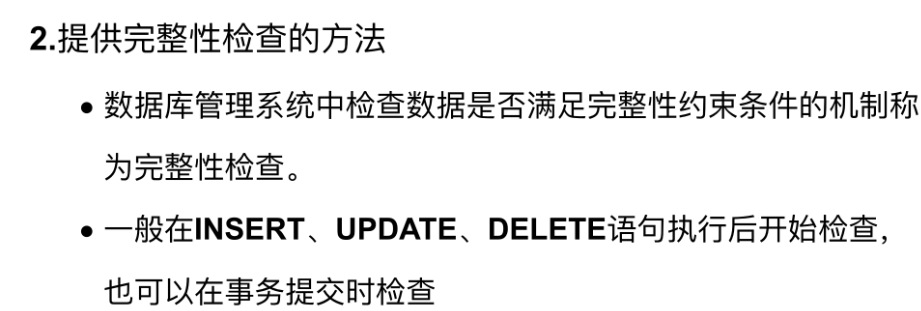 2.提供完整性检查的方法
● 数据库管理系统中检查数据是否满足完整性约束条件的机制称
为完整性检查。
● 一般在INSERT、UPDATE、DELETE语句执行后开始检查，
也可以在事务提交时检查